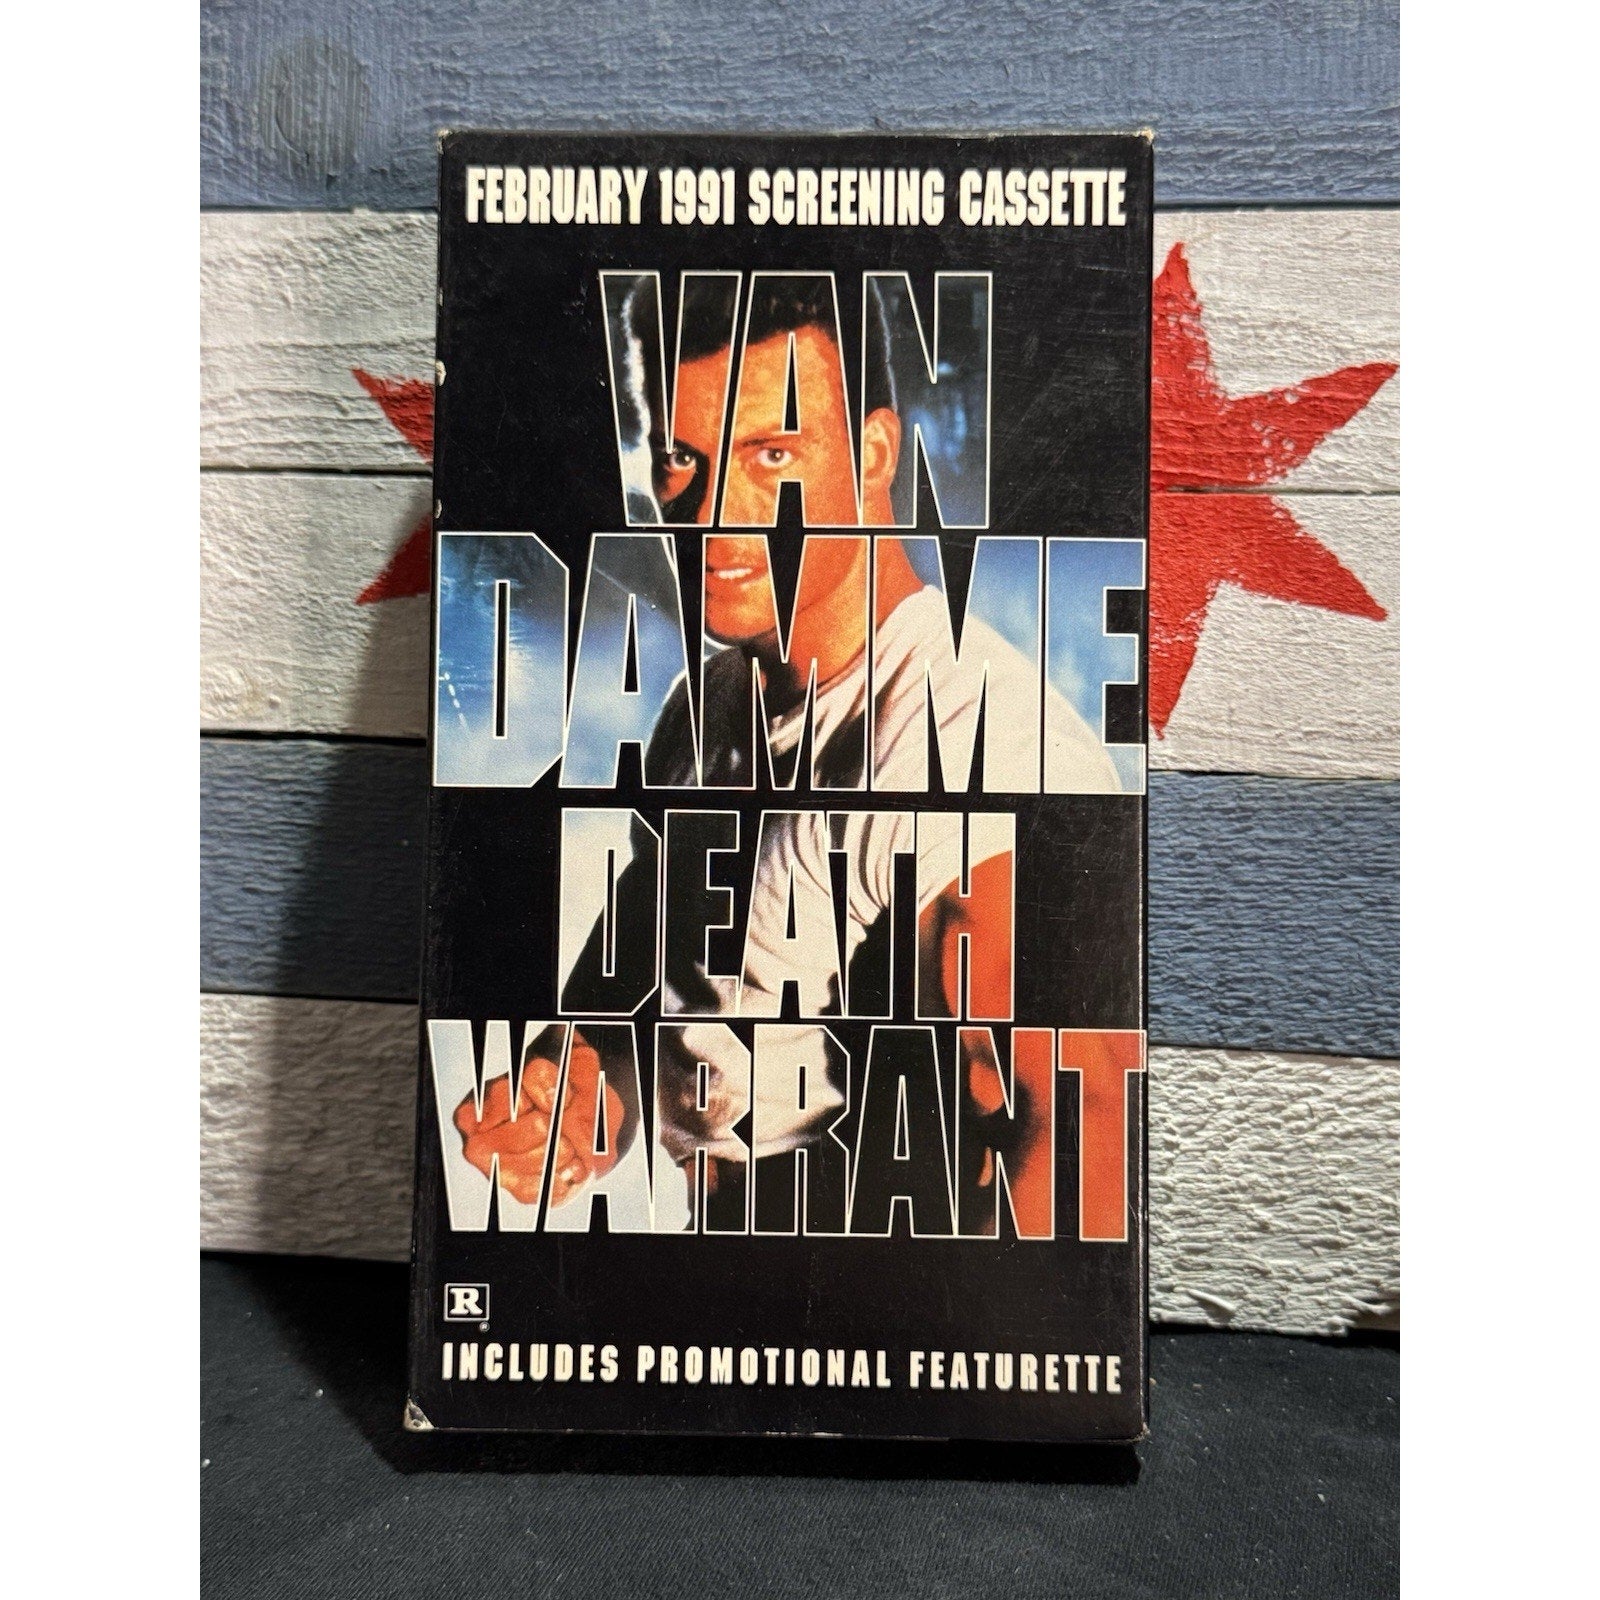 FEBRUARY 1991 SCREENING CASSETTE
VAN
DAMME
DEATH
WARRANT
R
INCLUDES PROMOTIONAL FEATURETTE